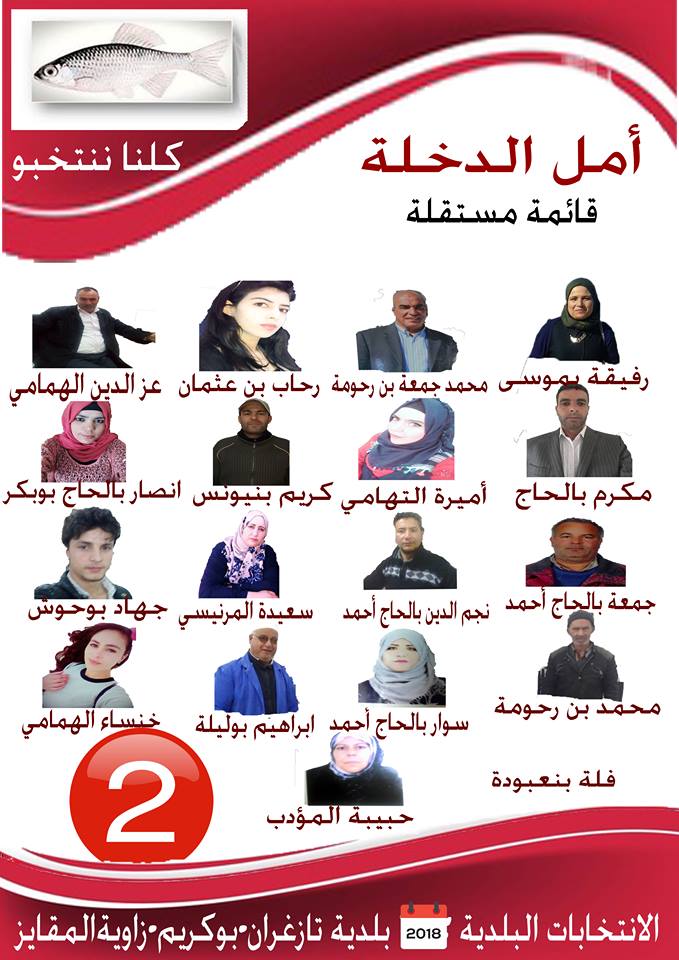 أمل الدخلة
قائمة مستقلة
كلنا ننتخبو
رفيقة بموسى
محمد جمعة بن رحومة
رحاب بن عثمان
عز الدين الهمامي
مكرم بالحاج
أميرة التهامي
كريم بنيونس
انصار بالحاج بوبكر
جمعة بالحاج أحمد
نجم الدين بالحاج أحمد
سعيدة المرنيسي
جهاد بوحوش
محمد بن رحومة
سوار بالحاج أحمد
ابراهيم بوليلة
خنساء الهمامي
فلة بنعبودة
حبيبة المؤدب
2
الانتخابات البلدية 2018 بلدية تازغران-بوكريم-زاويةالمقايز